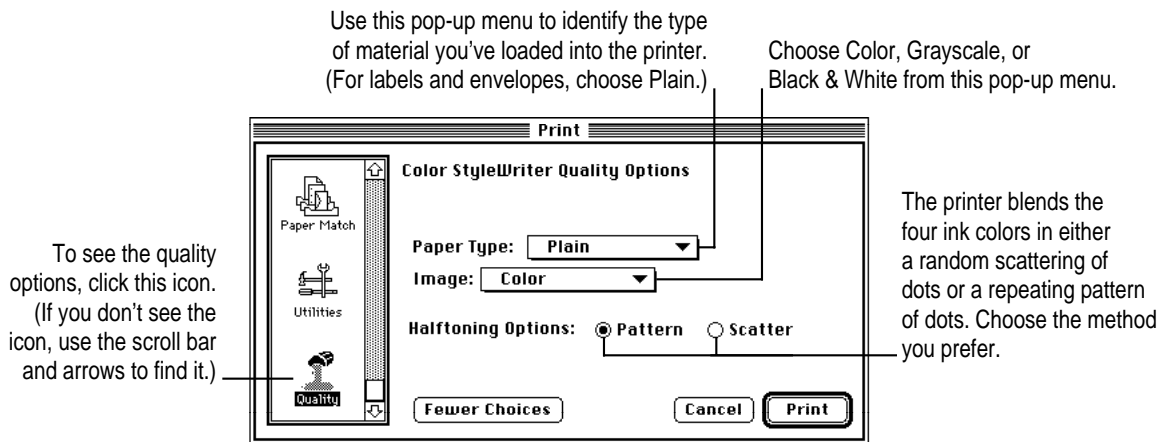 Use this pop-up menu to identify the type
of material you've loaded into the printer.
(For labels and envelopes, choose Plain.)
Choose Color, Grayscale, or
Black & White from this pop-up menu.
Print
Color StyleWriter Quality Options
Paper Match
Paper Type: Plain
Image: Color
Utilities
Halftoning Options: Pattern Scatter
Quality
Fewer Choices Cancel Print
To see the quality
options, click this icon.
(If you don't see the
icon, use the scroll bar
and arrows to find it.)
The printer blends the
four ink colors in either
a random scattering of
dots or a repeating pattern
of dots. Choose the method
you prefer.